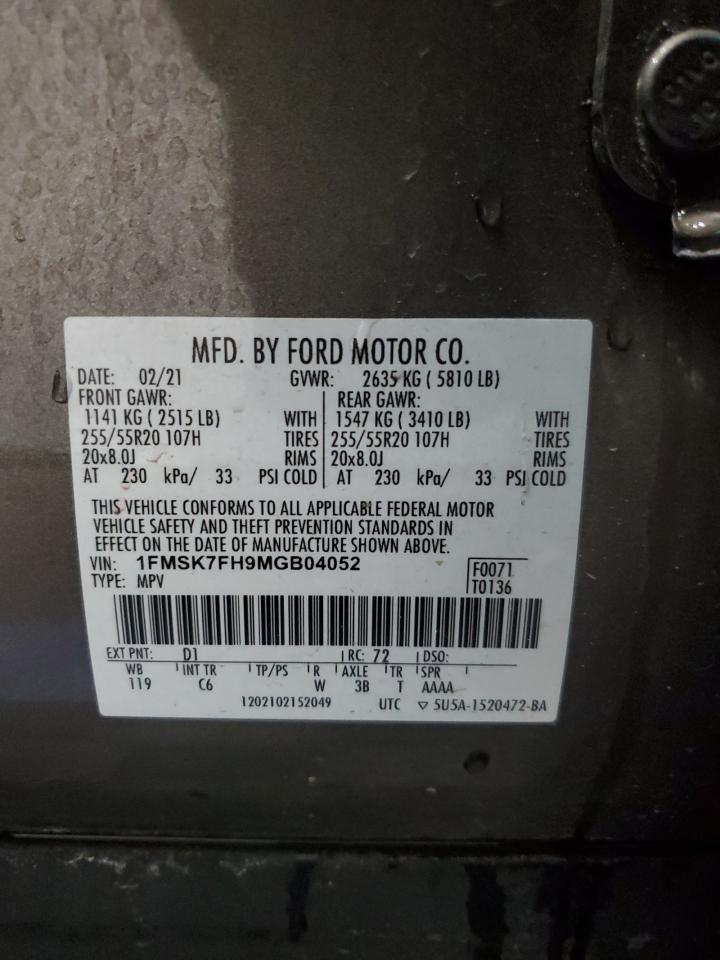 MFD. BY FORD MOTOR CO.
DATE: 02/21 GVWR: 2635 KG ( 5810 LB)
FRONT GAWR: REAR GAWR:
1141 KG ( 2515 LB) WITH 1547 KG ( 3410 LB) WITH
255/55R20 107H TIRES 255/55R20 107H TIRES
20x8.0J RIMS 20x8.0J RIMS
AT 230 kPa/ 33 PSI COLD AT 230 kPa/ 33 PSI COLD
THIS VEHICLE CONFORMS TO ALL APPLICABLE FEDERAL MOTOR
VEHICLE SAFETY AND THEFT PREVENTION STANDARDS IN
EFFECT ON THE DATE OF MANUFACTURE SHOWN ABOVE.
VIN: 1FMSK7FH9MGB04052 F0071
TYPE: MPV T0136
EXT PNT: D1 RC: 72 DSO:
WB INT TR TP/PS R AXLE TR SPR
119 C6 W 3B T AAAA
1202102152049 UTC ▽ 5U5A-1520472-BA